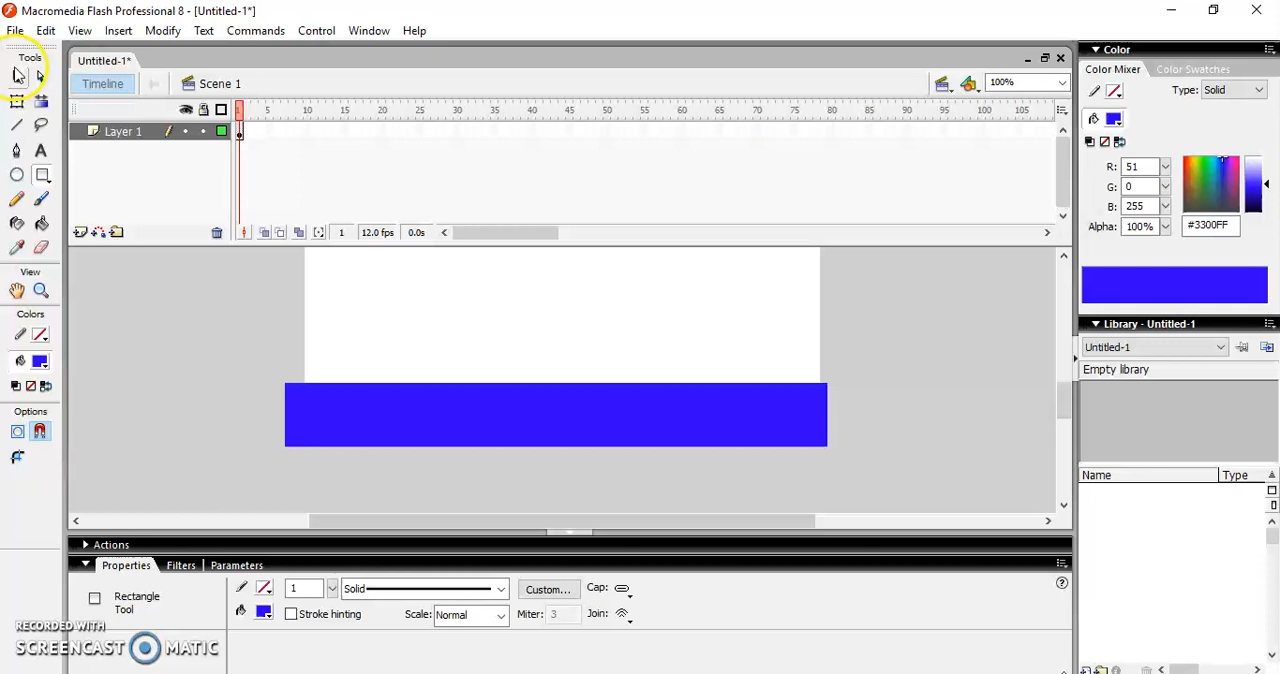 Macromedia Flash Professional 8 - [Untitled-1*]
File Edit View Insert Modify Text Commands Control Window Help
Tools
View
Colors
Options
Untitled-1*
Timeline Scene 1 100%
1 5 10 15 20 25 30 35 40 45 50 55 60 65 70 75 80 85 90 95 100 105
Layer 1
1 12.0 fps 0.0s
Actions
Properties Filters Parameters
Rectangle
Tool
1 Solid Custom... Cap:
Stroke hinting Scale: Normal Miter: 3 Join:
RECORDED WITH
SCREENCAST MATIC
Color
Color Mixer Color Swatches
Type: Solid
R: 51
G: 0
B: 255
Alpha: 100% #3300FF
Library - Untitled-1
Untitled-1
Empty library
Name Type